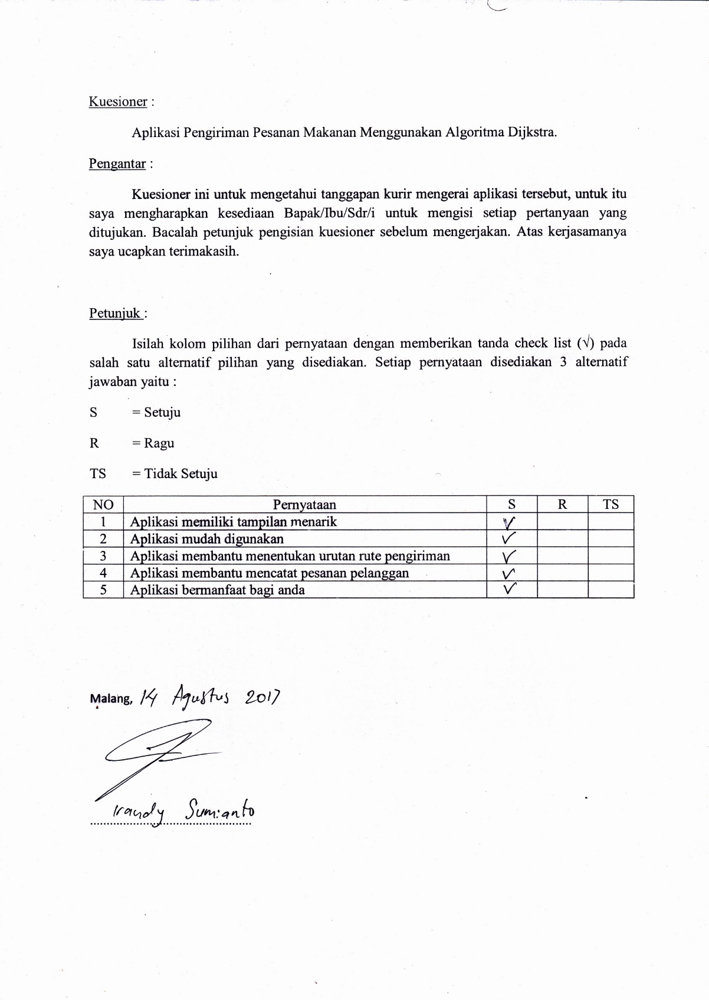 Kuesioner :
Aplikasi Pengiriman Pesanan Makanan Menggunakan Algoritma Dijkstra.
Pengantar :
Kuesioner ini untuk mengetahui tanggapan kurir mengerai aplikasi tersebut, untuk itu
saya mengharapkan kesediaan Bapak/Ibu/Sdr/i untuk mengisi setiap pertanyaan yang
ditujukan. Bacalah petunjuk pengisian kuesioner sebelum mengerjakan. Atas kerjasamanya
saya ucapkan terimakasih.
Petunjuk :
Isilah kolom pilihan dari pernyataan dengan memberikan tanda check list (√) pada
salah satu alternatif pilihan yang disediakan. Setiap pernyataan disediakan 3 alternatif
jawaban yaitu :
S = Setuju
R = Ragu
TS = Tidak Setuju
NO Pernyataan S R TS
1 Aplikasi memiliki tampilan menarik √
2 Aplikasi mudah digunakan √
3 Aplikasi membantu menentukan urutan rute pengiriman √
4 Aplikasi membantu mencatat pesanan pelanggan √
5 Aplikasi bermanfaat bagi anda √
Malang, 14 Agustus 2017
Irandy Sumianto